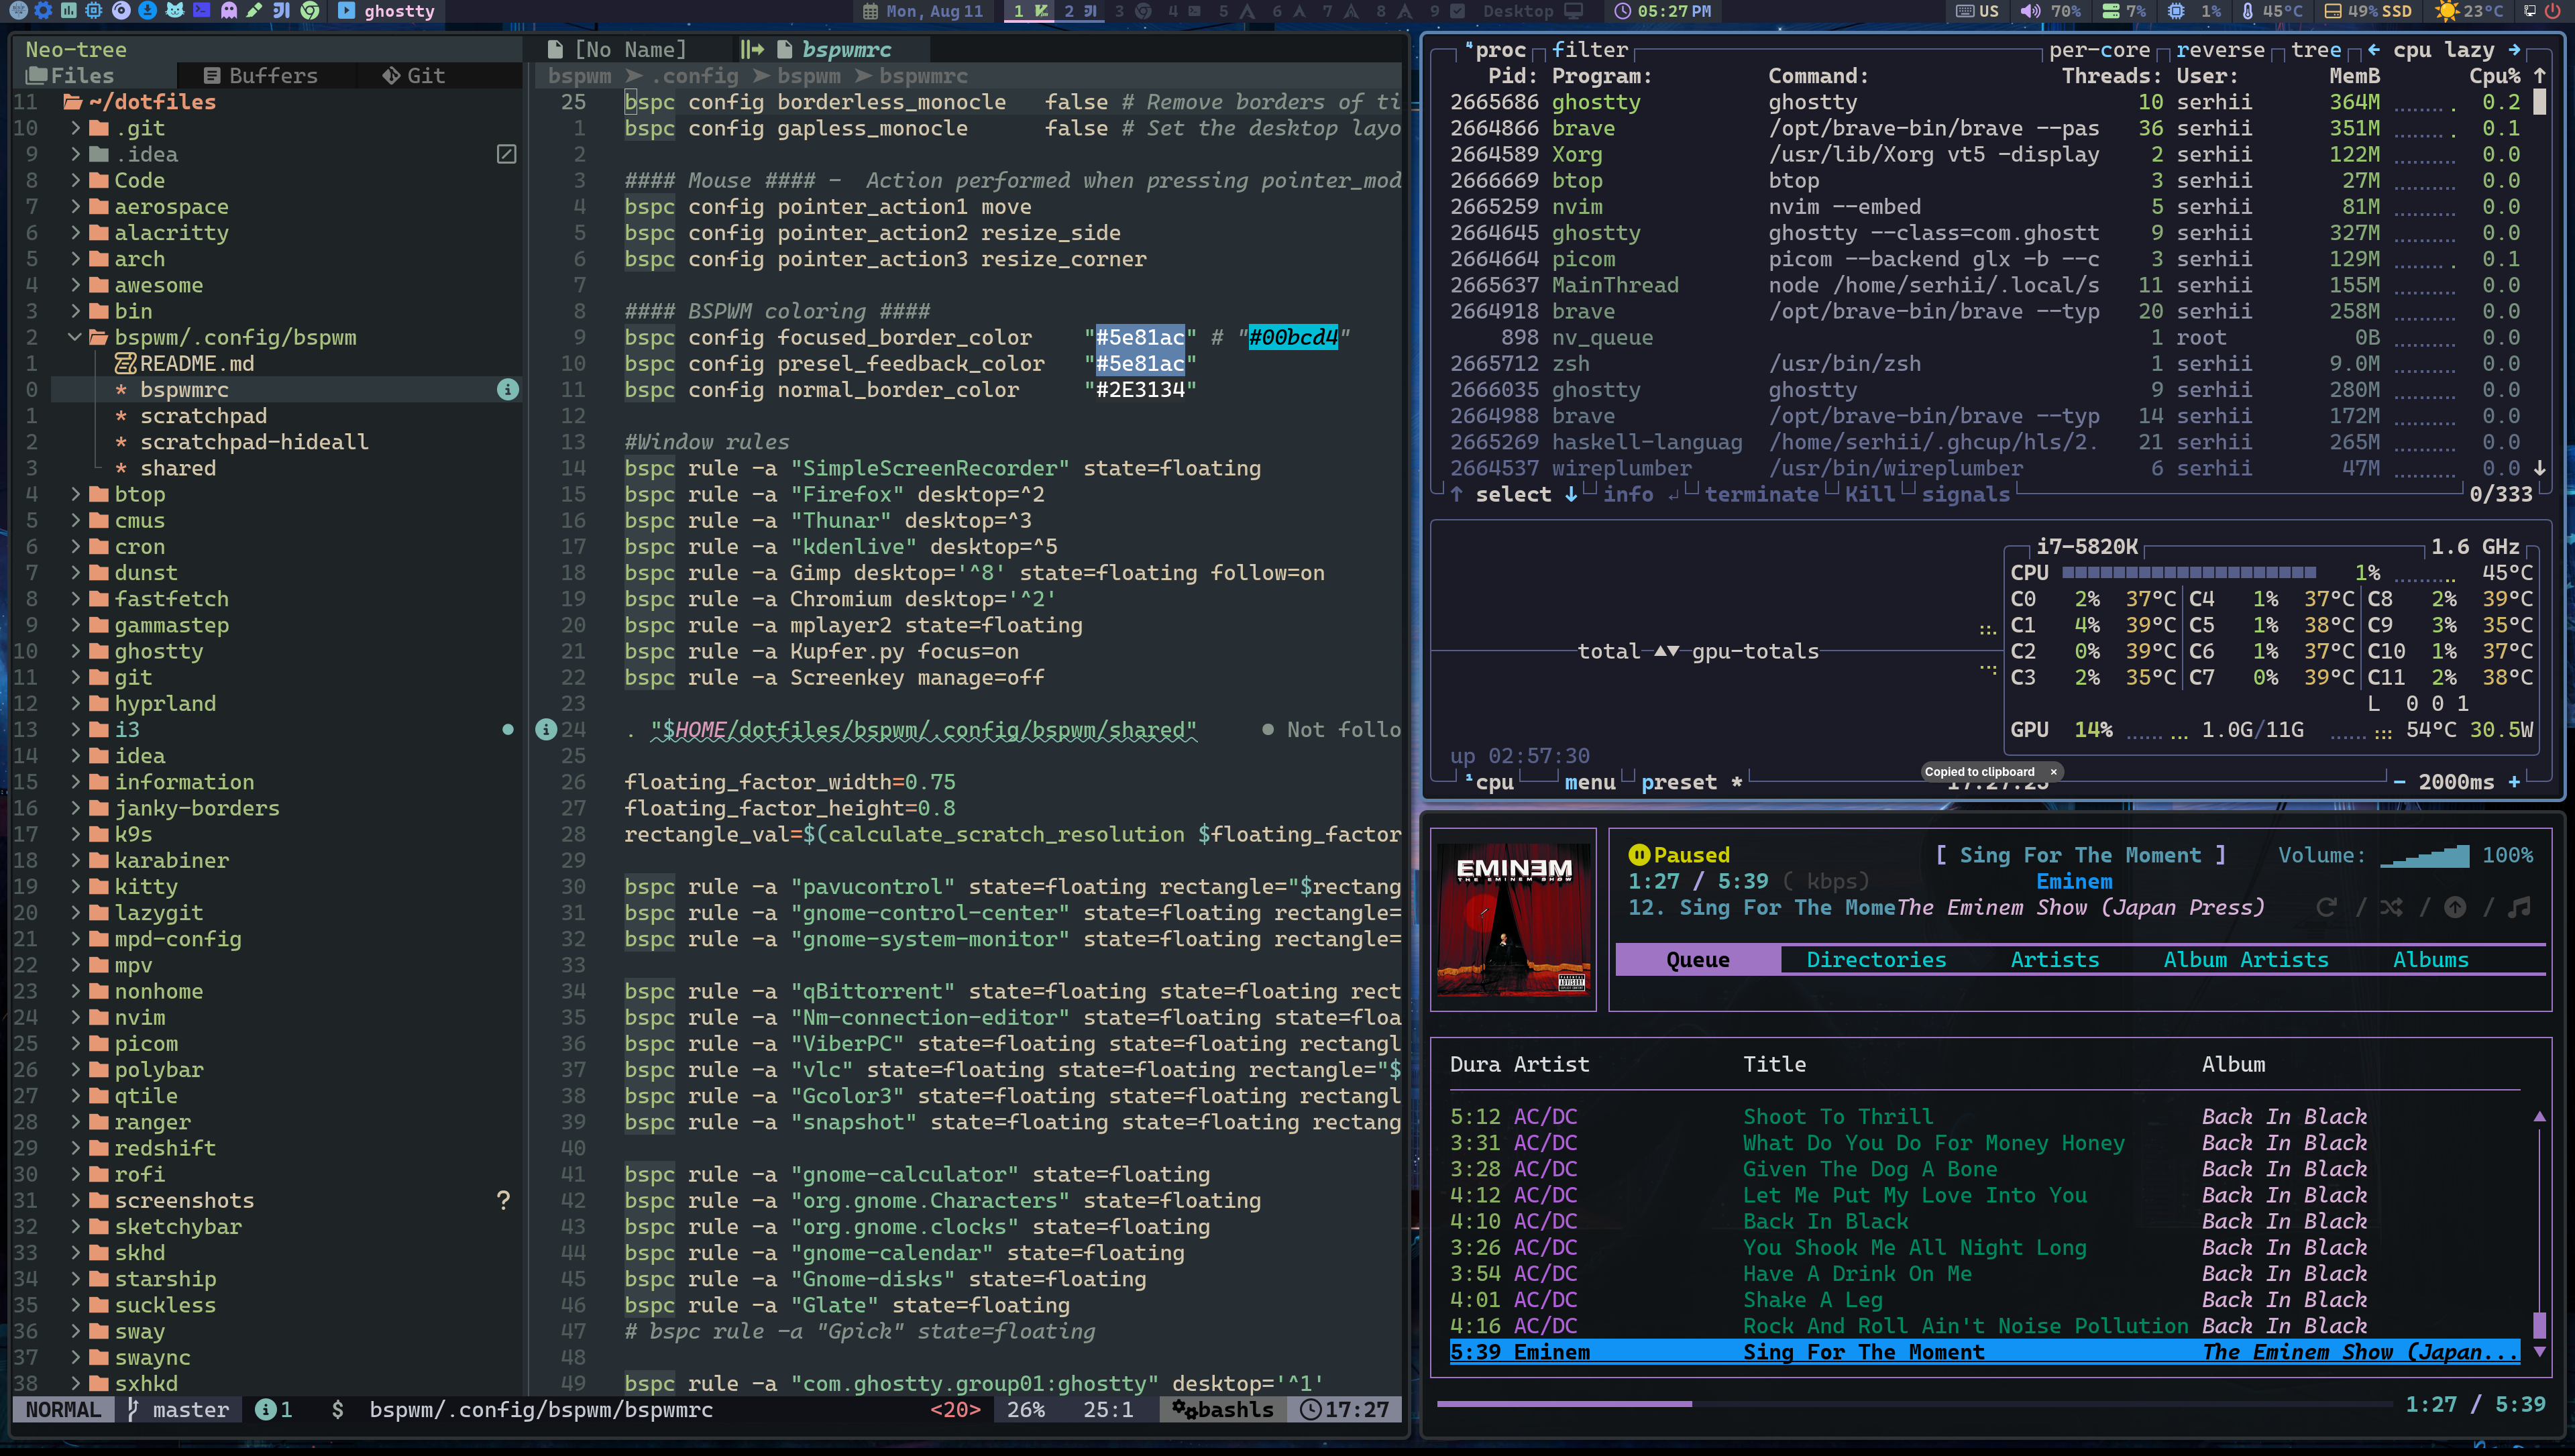 ghostty
Mon, Aug 11
1 2 3 4 5 6 7 8 9 Desktop
05:27 PM
US 70% 7% 1% 45°C 49% SSD 23°C
Neo-tree
Files Buffers Git
11 ~/dotfiles
10 .git
9 .idea
8 Code
7 aerospace
6 alacritty
5 arch
4 awesome
3 bin
2 bspwm/.config/bspwm
1 README.md
0 * bspwmrc
1 * scratchpad
2 * scratchpad-hideall
3 * shared
4 btop
5 cmus
6 cron
7 dunst
8 fastfetch
9 gammastep
10 ghostty
11 git
12 hyprland
13 i3
14 idea
15 information
16 janky-borders
17 k9s
18 karabiner
19 kitty
20 lazygit
21 mpd-config
22 mpv
23 nonhome
24 nvim
25 picom
26 polybar
27 qtile
28 ranger
29 redshift
30 rofi
31 screenshots ?
32 sketchybar
33 skhd
34 starship
35 suckless
36 sway
37 swaync
38 sxhkd
[No Name] bspwmrc
bspwm .config bspwm bspwmrc
25 bspc config borderless_monocle false # Remove borders of ti
1 bspc config gapless_monocle false # Set the desktop layo
2
3 #### Mouse #### - Action performed when pressing pointer_mod
4 bspc config pointer_action1 move
5 bspc config pointer_action2 resize_side
6 bspc config pointer_action3 resize_corner
7
8 #### BSPWM coloring ####
9 bspc config focused_border_color "#5e81ac" # "#00bcd4"
10 bspc config presel_feedback_color "#5e81ac"
11 bspc config normal_border_color "#2E3134"
12
13 #Window rules
14 bspc rule -a "SimpleScreenRecorder" state=floating
15 bspc rule -a "Firefox" desktop=^2
16 bspc rule -a "Thunar" desktop=^3
17 bspc rule -a "kdenlive" desktop=^5
18 bspc rule -a Gimp desktop='^8' state=floating follow=on
19 bspc rule -a Chromium desktop='^2'
20 bspc rule -a mplayer2 state=floating
21 bspc rule -a Kupfer.py focus=on
22 bspc rule -a Screenkey manage=off
23
24 . "$HOME/dotfiles/bspwm/.config/bspwm/shared" ● Not follo
25
26 floating_factor_width=0.75
27 floating_factor_height=0.8
28 rectangle_val=$(calculate_scratch_resolution $floating_factor
29
30 bspc rule -a "pavucontrol" state=floating rectangle="$rectang
31 bspc rule -a "gnome-control-center" state=floating rectangle=
32 bspc rule -a "gnome-system-monitor" state=floating rectangle=
33
34 bspc rule -a "qBittorrent" state=floating state=floating rect
35 bspc rule -a "Nm-connection-editor" state=floating state=floa
36 bspc rule -a "ViberPC" state=floating state=floating rectangl
37 bspc rule -a "vlc" state=floating state=floating rectangle="$
38 bspc rule -a "Gcolor3" state=floating state=floating rectangl
39 bspc rule -a "snapshot" state=floating state=floating rectang
40
41 bspc rule -a "gnome-calculator" state=floating
42 bspc rule -a "org.gnome.Characters" state=floating
43 bspc rule -a "org.gnome.clocks" state=floating
44 bspc rule -a "gnome-calendar" state=floating
45 bspc rule -a "Gnome-disks" state=floating
46 bspc rule -a "Glate" state=floating
47 # bspc rule -a "Gpick" state=floating
48
49 bspc rule -a "com.ghostty.group01:ghostty" desktop='^1'
NORMAL master 1 $ bspwm/.config/bspwm/bspwmrc <20> 26% 25:1 bashls 17:27
⁴proc filter per-core reverse tree ← cpu lazy →
Pid: Program: Command: Threads: User: MemB Cpu% ↑
2665686 ghostty ghostty 10 serhii 364M 0.2
2664866 brave /opt/brave-bin/brave --pas 36 serhii 351M 0.1
2664589 Xorg /usr/lib/Xorg vt5 -display 2 serhii 122M 0.0
2666669 btop btop 3 serhii 27M 0.0
2665259 nvim nvim --embed 5 serhii 81M 0.0
2664645 ghostty ghostty --class=com.ghostt 9 serhii 327M 0.0
2664664 picom picom --backend glx -b --c 3 serhii 129M 0.1
2665637 MainThread node /home/serhii/.local/s 11 serhii 155M 0.0
2664918 brave /opt/brave-bin/brave --typ 20 serhii 258M 0.0
898 nv_queue 1 root 0B 0.0
2665712 zsh /usr/bin/zsh 1 serhii 9.0M 0.0
2666035 ghostty ghostty 9 serhii 280M 0.0
2664988 brave /opt/brave-bin/brave --typ 14 serhii 172M 0.0
2665269 haskell-languag /home/serhii/.ghcup/hls/2. 21 serhii 265M 0.0
2664537 wireplumber /usr/bin/wireplumber 6 serhii 47M 0.0 ↓
↑ select ↓ info ↲ terminate Kill signals 0/333
i7-5820K 1.6 GHz
CPU 1% 45°C
C0 2% 37°C C4 1% 37°C C8 2% 39°C
C1 4% 39°C C5 1% 38°C C9 3% 35°C
total ▲▼ gpu-totals C2 0% 39°C C6 1% 37°C C10 1% 37°C
C3 2% 35°C C7 0% 39°C C11 2% 38°C
L 0 0 1
GPU 14% 1.0G/11G 54°C 30.5W
up 02:57:30
Copied to clipboard ×
¹cpu menu preset * - 2000ms +
EMINEM
THE EMINEM SHOW
Paused [ Sing For The Moment ] Volume: 100%
1:27 / 5:39 ( kbps) Eminem
12. Sing For The Mome The Eminem Show (Japan Press) / / /
Queue Directories Artists Album Artists Albums
Dura Artist Title Album
5:12 AC/DC Shoot To Thrill Back In Black
3:31 AC/DC What Do You Do For Money Honey Back In Black
3:28 AC/DC Given The Dog A Bone Back In Black
4:12 AC/DC Let Me Put My Love Into You Back In Black
4:10 AC/DC Back In Black Back In Black
3:26 AC/DC You Shook Me All Night Long Back In Black
3:54 AC/DC Have A Drink On Me Back In Black
4:01 AC/DC Shake A Leg Back In Black
4:16 AC/DC Rock And Roll Ain't Noise Pollution Back In Black
5:39 Eminem Sing For The Moment The Eminem Show (Japan...
1:27 / 5:39